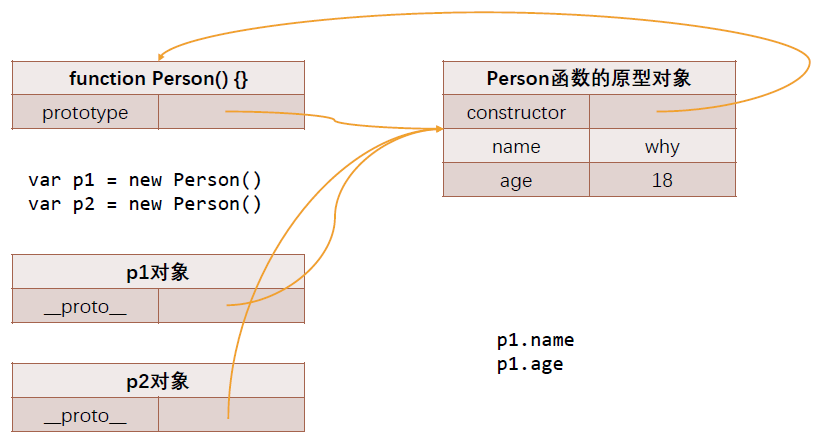 function Person() {}
prototype
Person函数的原型对象
constructor
name why
age 18
var p1 = new Person()
var p2 = new Person()
p1对象
__proto__
p1.name
p1.age
p2对象
__proto__